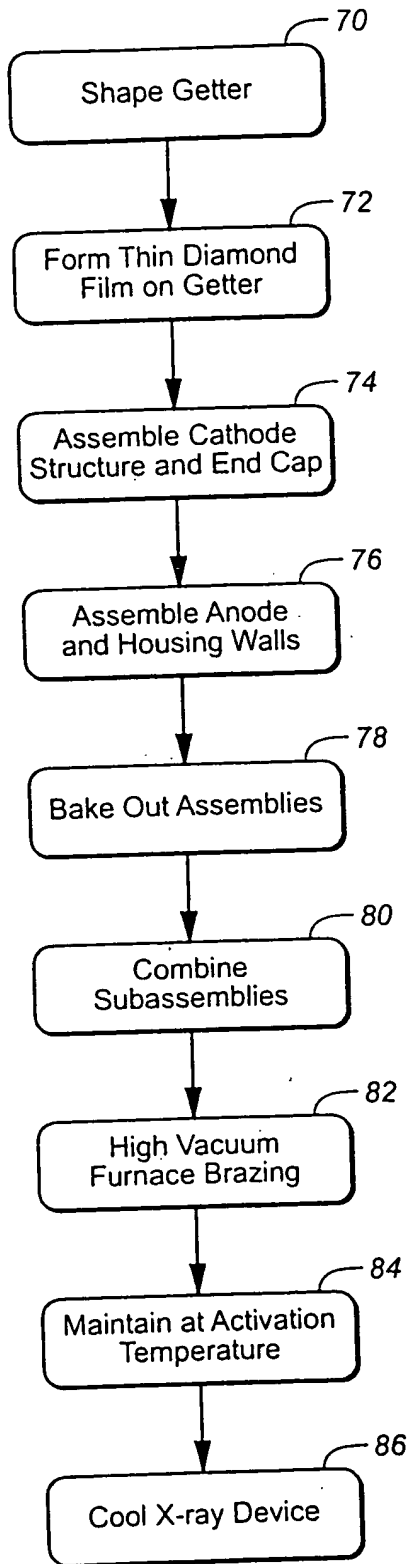 70
Shape Getter
72
Form Thin Diamond
Film on Getter
74
Assemble Cathode
Structure and End Cap
76
Assemble Anode
and Housing Walls
78
Bake Out Assemblies
80
Combine
Subassemblies
82
High Vacuum
Furnace Brazing
84
Maintain at Activation
Temperature
86
Cool X-ray Device